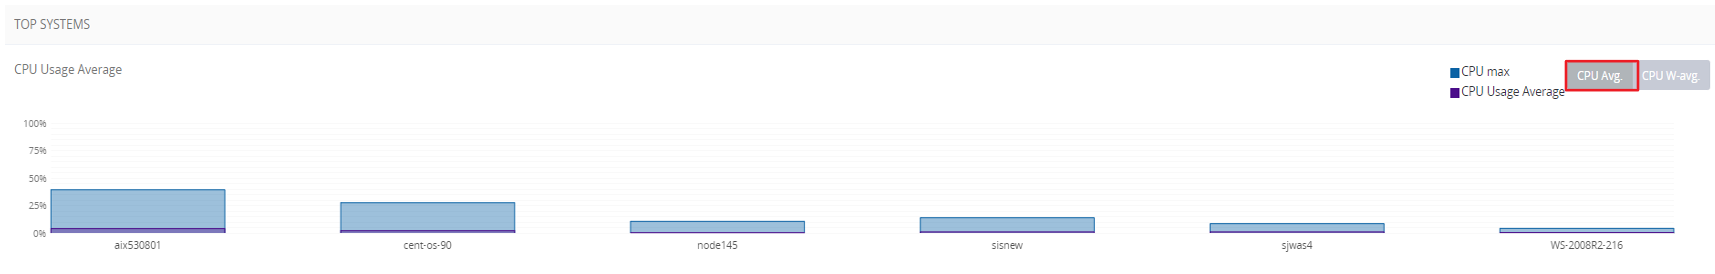 TOP SYSTEMS
CPU Usage Average
CPU max
CPU Usage Average
CPU Avg.
CPU W-avg.
100%
75%
50%
25%
0%
aix530801
cent-os-90
node145
sisnew
sjwas4
WS-2008R2-216